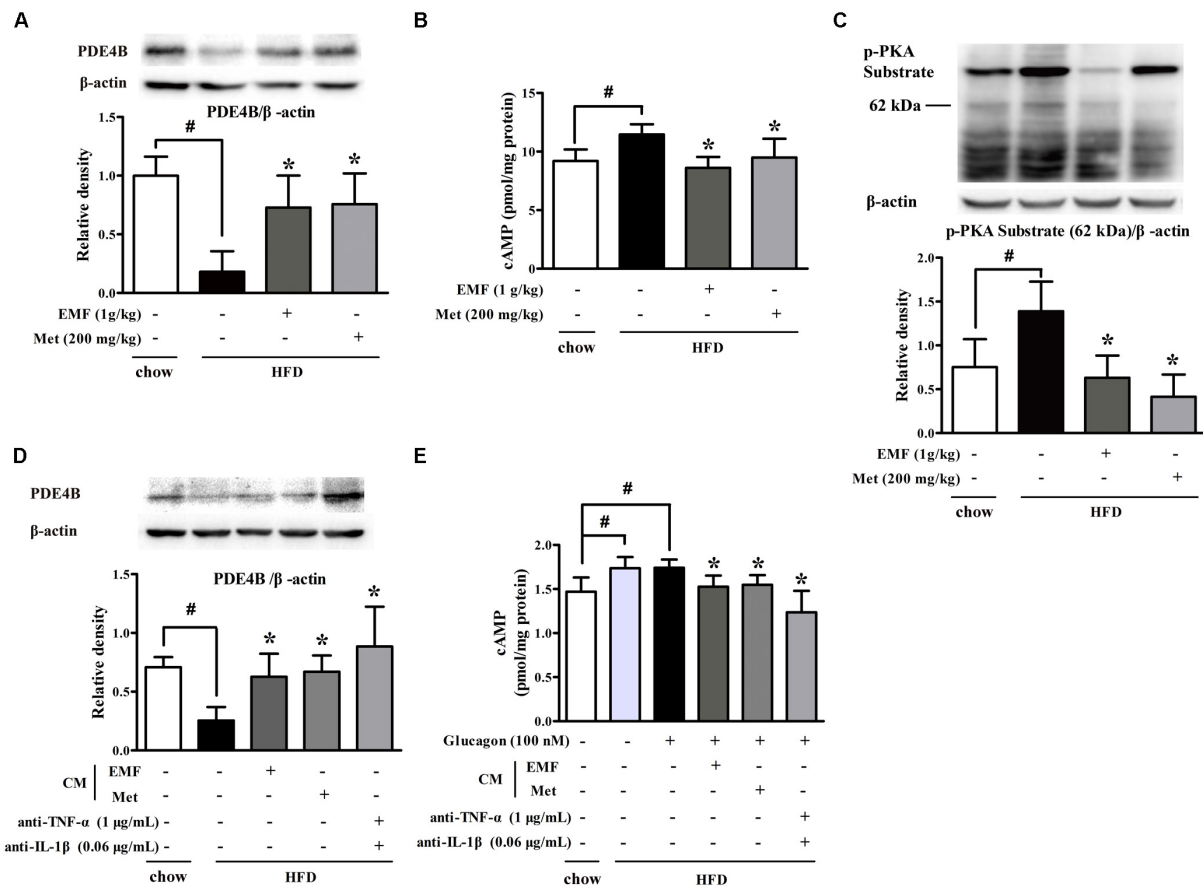 A
PDE4B
β-actin
PDE4B/β -actin
Relative density
1.5
1.0
0.5
0.0
#
*
*
EMF (1g/kg) - - + -
Met (200 mg/kg) - - - +
chow HFD
B
cAMP (pmol/mg protein)
15
10
5
0
#
*
*
EMF (1 g/kg) - - + -
Met (200 mg/kg) - - - +
chow HFD
C
p-PKA
Substrate
62 kDa
β-actin
p-PKA Substrate (62 kDa)/β -actin
Relative density
2.0
1.5
1.0
0.5
0.0
#
*
*
EMF (1g/kg) - - + -
Met (200 mg/kg) - - - +
chow HFD
D
PDE4B
β-actin
PDE4B /β -actin
Relative density
1.5
1.0
0.5
0.0
#
*
*
*
CM
EMF - - + - -
Met - - - + -
anti-TNF-α (1 μg/mL) - - - - +
anti-IL-1β (0.06 μg/mL) - - - - +
chow HFD
E
cAMP
(pmol/mg protein)
2.0
1.5
1.0
0.5
0.0
#
#
*
*
*
Glucagon (100 nM) - - + + + +
CM
EMF - - - + - -
Met - - - - + -
anti-TNF-α (1 μg/mL) - - - - - +
anti-IL-1β (0.06 μg/mL) - - - - - +
chow HFD